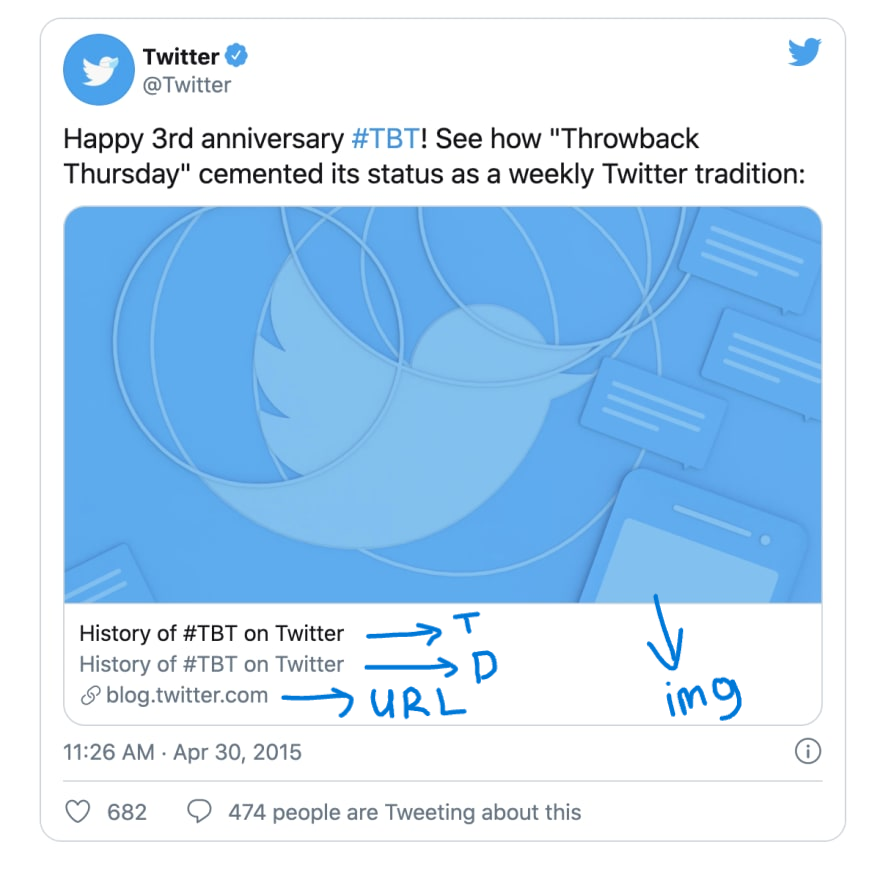 Twitter
@Twitter
Happy 3rd anniversary #TBT! See how "Throwback
Thursday" cemented its status as a weekly Twitter tradition:
History of #TBT on Twitter → T
History of #TBT on Twitter → D
blog.twitter.com → URL
img
11:26 AM · Apr 30, 2015
682 474 people are Tweeting about this